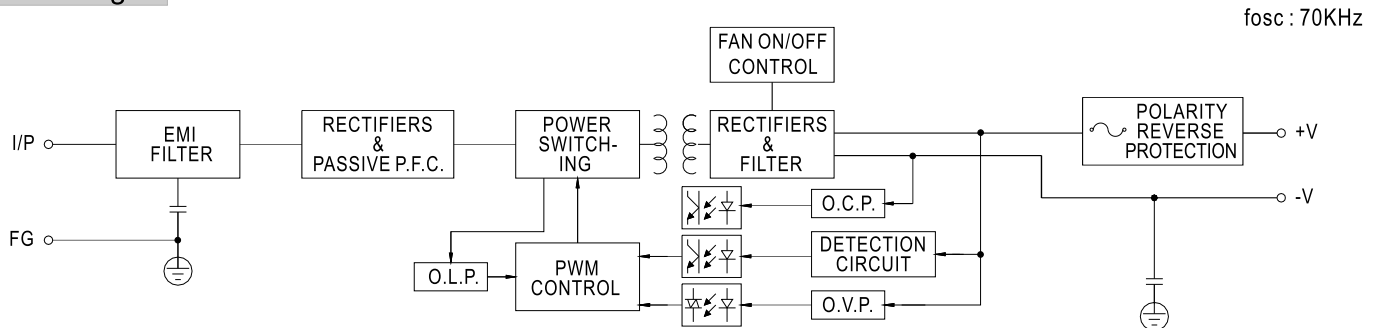 fosc : 70KHz
FAN ON/OFF
CONTROL
I/P
EMI
FILTER
RECTIFIERS
&
PASSIVE P.F.C.
POWER
SWITCH-
ING
RECTIFIERS
&
FILTER
POLARITY
REVERSE
PROTECTION
+V
-V
O.C.P.
FG
DETECTION
CIRCUIT
O.L.P.
PWM
CONTROL
O.V.P.